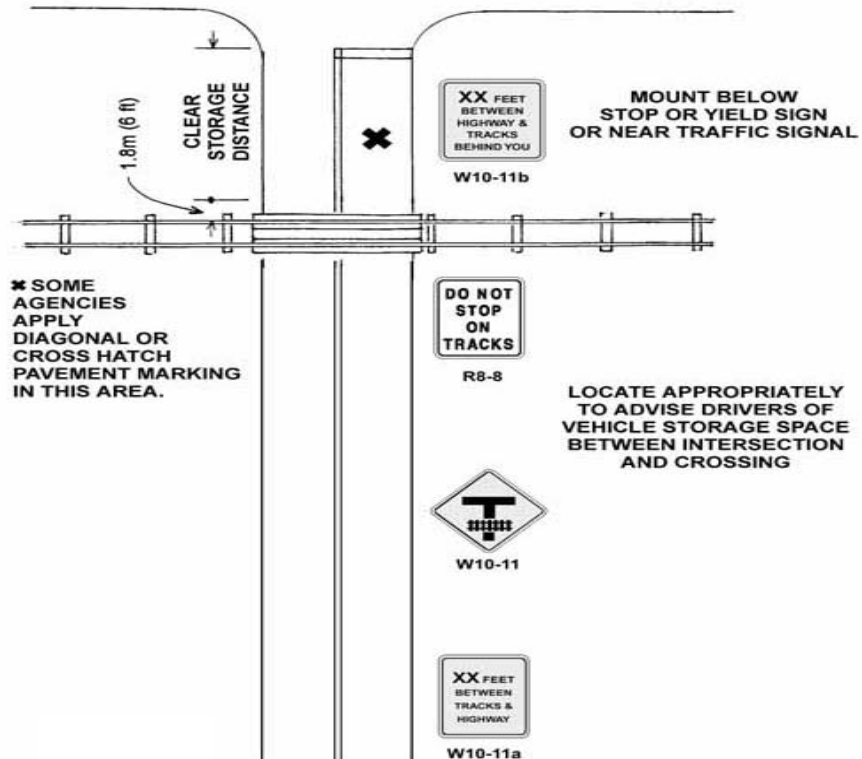 CLEAR
STORAGE
DISTANCE
1.8m (6 ft)
XX FEET
BETWEEN
HIGHWAY &
TRACKS
BEHIND YOU
W10-11b
MOUNT BELOW
STOP OR YIELD SIGN
OR NEAR TRAFFIC SIGNAL
✖ SOME
AGENCIES
APPLY
DIAGONAL OR
CROSS HATCH
PAVEMENT MARKING
IN THIS AREA.
DO NOT
STOP
ON
TRACKS
R8-8
LOCATE APPROPRIATELY
TO ADVISE DRIVERS OF
VEHICLE STORAGE SPACE
BETWEEN INTERSECTION
AND CROSSING
W10-11
XX FEET
BETWEEN
TRACKS &
HIGHWAY
W10-11a